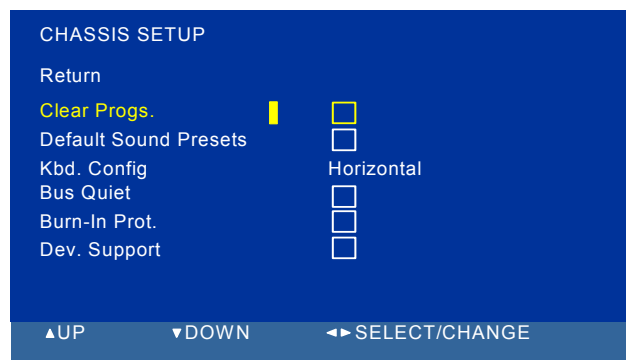 CHASSIS SETUP
Return
Clear Progs.
Default Sound Presets
Kbd. Config Horizontal
Bus Quiet
Burn-In Prot.
Dev. Support
▲UP ▼DOWN ◄►SELECT/CHANGE